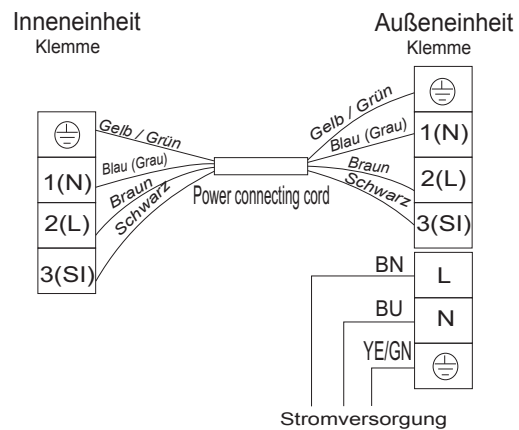 Inneneinheit
Klemme
Außeneinheit
Klemme
Gelb / Grün
Blau (Grau)
Braun
Schwarz
1(N)
2(L)
3(SI)
Power connecting cord
Gelb / Grün
Blau (Grau)
Braun
Schwarz
1(N)
2(L)
3(SI)
BN
L
BU
N
YE/GN
Stromversorgung